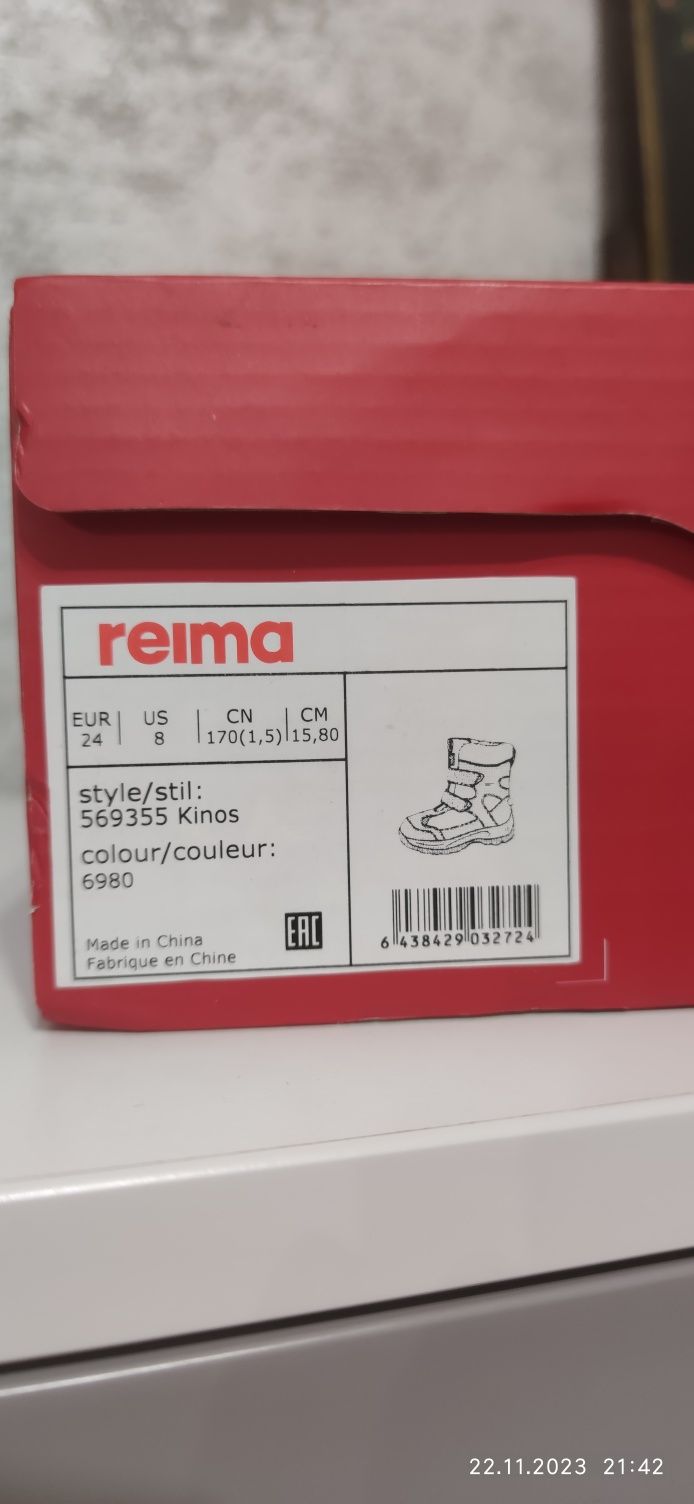 reima
EUR | US | CN | CM
24 | 8 | 170(1,5) | 15,80
style/stil:
569355 Kinos
colour/couleur:
6980
Made in China
Fabrique en Chine
EAC
6 438429 032724
22.11.2023 21:42